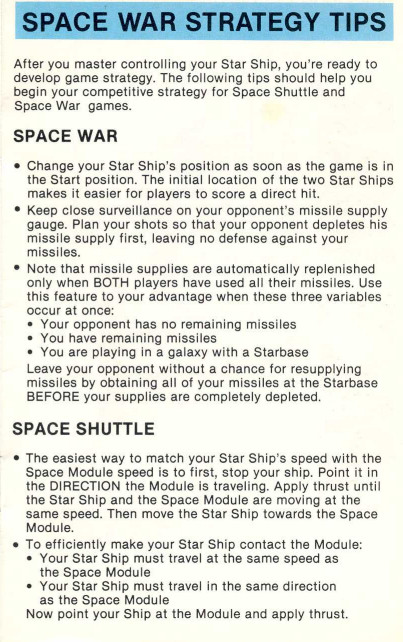 SPACE WAR STRATEGY TIPS
After you master controlling your Star Ship, you're ready to
develop game strategy. The following tips should help you
begin your competitive strategy for Space Shuttle and
Space War games.
SPACE WAR
• Change your Star Ship's position as soon as the game is in
the Start position. The initial location of the two Star Ships
makes it easier for players to score a direct hit.
• Keep close surveillance on your opponent's missile supply
gauge. Plan your shots so that your opponent depletes his
missile supply first, leaving no defense against your
missiles.
• Note that missile supplies are automatically replenished
only when BOTH players have used all their missiles. Use
this feature to your advantage when these three variables
occur at once:
• Your opponent has no remaining missiles
• You have remaining missiles
• You are playing in a galaxy with a Starbase
Leave your opponent without a chance for resupplying
missiles by obtaining all of your missiles at the Starbase
BEFORE your supplies are completely depleted.
SPACE SHUTTLE
• The easiest way to match your Star Ship's speed with the
Space Module speed is to first, stop your ship. Point it in
the DIRECTION the Module is traveling. Apply thrust until
the Star Ship and the Space Module are moving at the
same speed. Then move the Star Ship towards the Space
Module.
• To efficiently make your Star Ship contact the Module:
• Your Star Ship must travel at the same speed as
the Space Module
• Your Star Ship must travel in the same direction
as the Space Module
Now point your Ship at the Module and apply thrust.